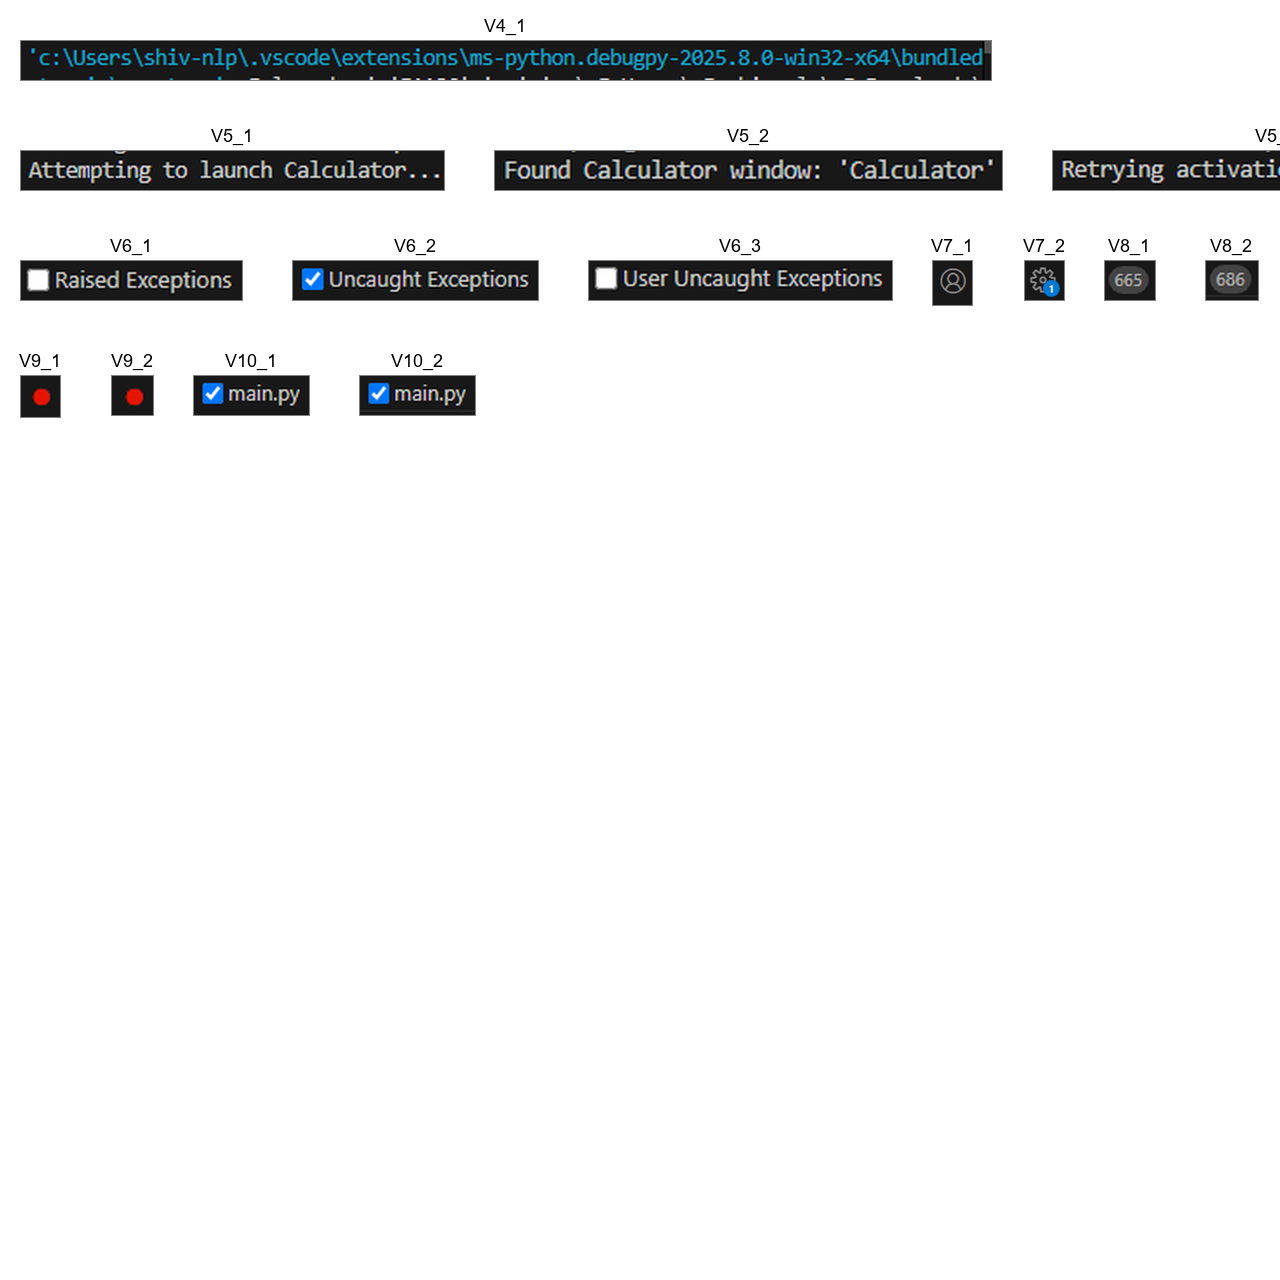 V4_1
'c:\Users\shiv-nlp\.vscode\extensions\ms-python.debugpy-2025.8.0-win32-x64\bundled
V5_1 V5_2 V5_
Attempting to launch Calculator... Found Calculator window: 'Calculator' Retrying
V6_1 V6_2 V6_3 V7_1 V7_2 V8_1 V8_2
Raised Exceptions Uncaught Exceptions User Uncaught Exceptions 1 665 686
V9_1 V9_2 V10_1 V10_2
main.py main.py